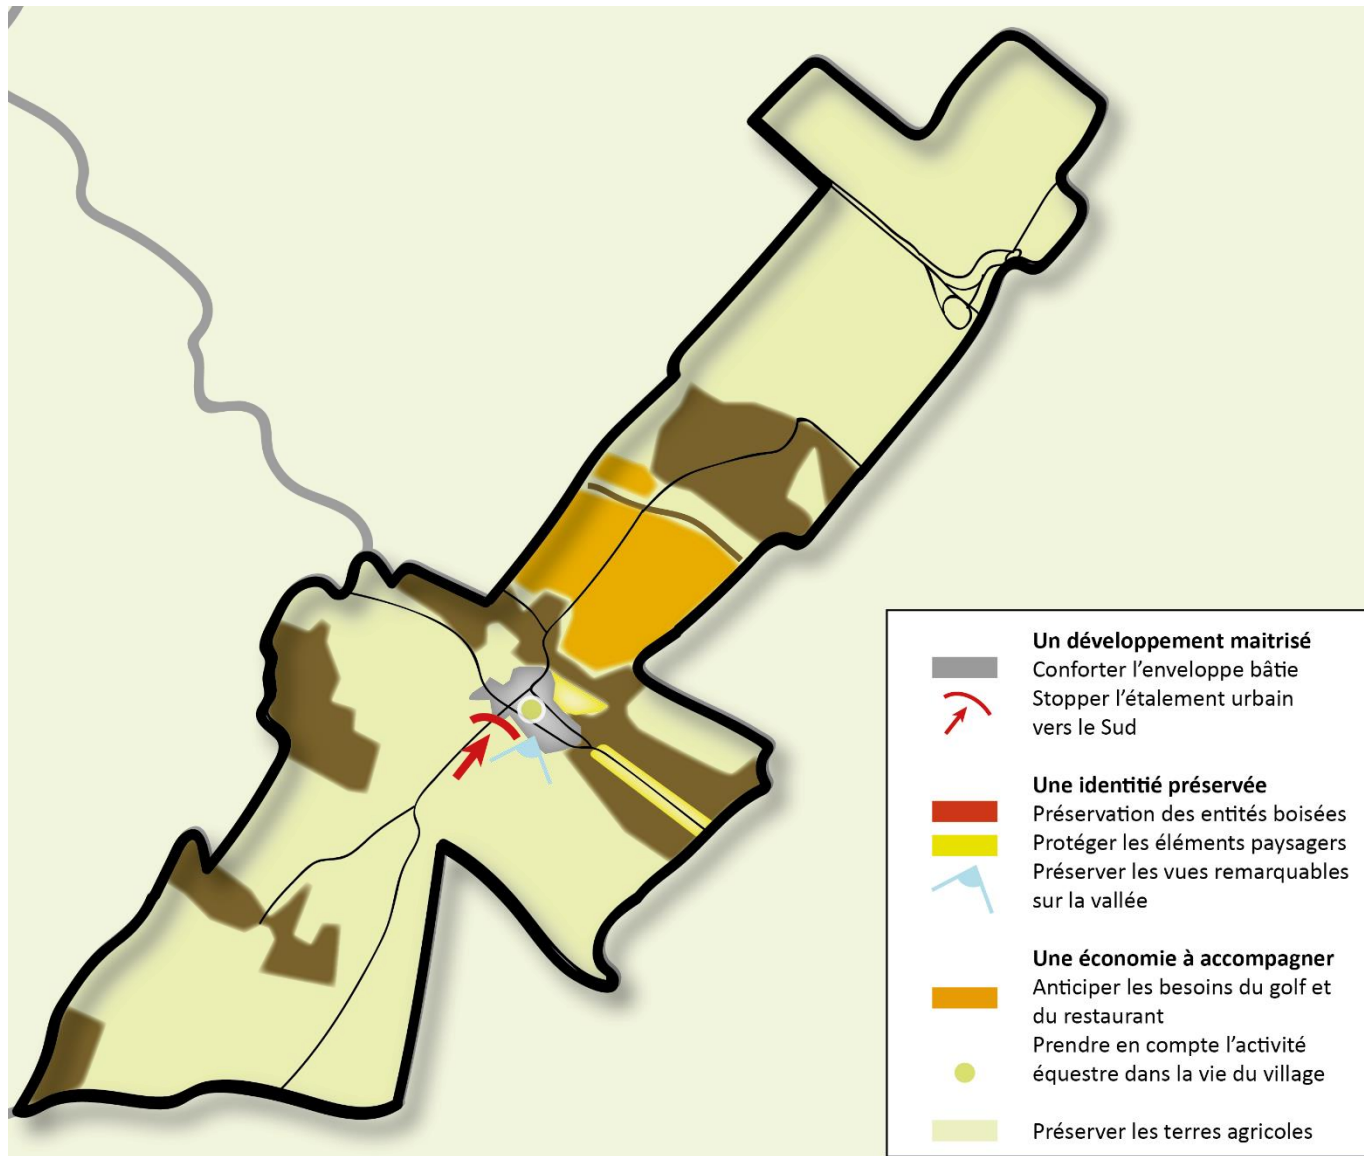 Un développement maitrisé
Conforter l’enveloppe bâtie
Stopper l’étalement urbain
vers le Sud
Une identité préservée
Préservation des entités boisées
Protéger les éléments paysagers
Préserver les vues remarquables
sur la vallée
Une économie à accompagner
Anticiper les besoins du golf et
du restaurant
Prendre en compte l’activité
équestre dans la vie du village
Préserver les terres agricoles